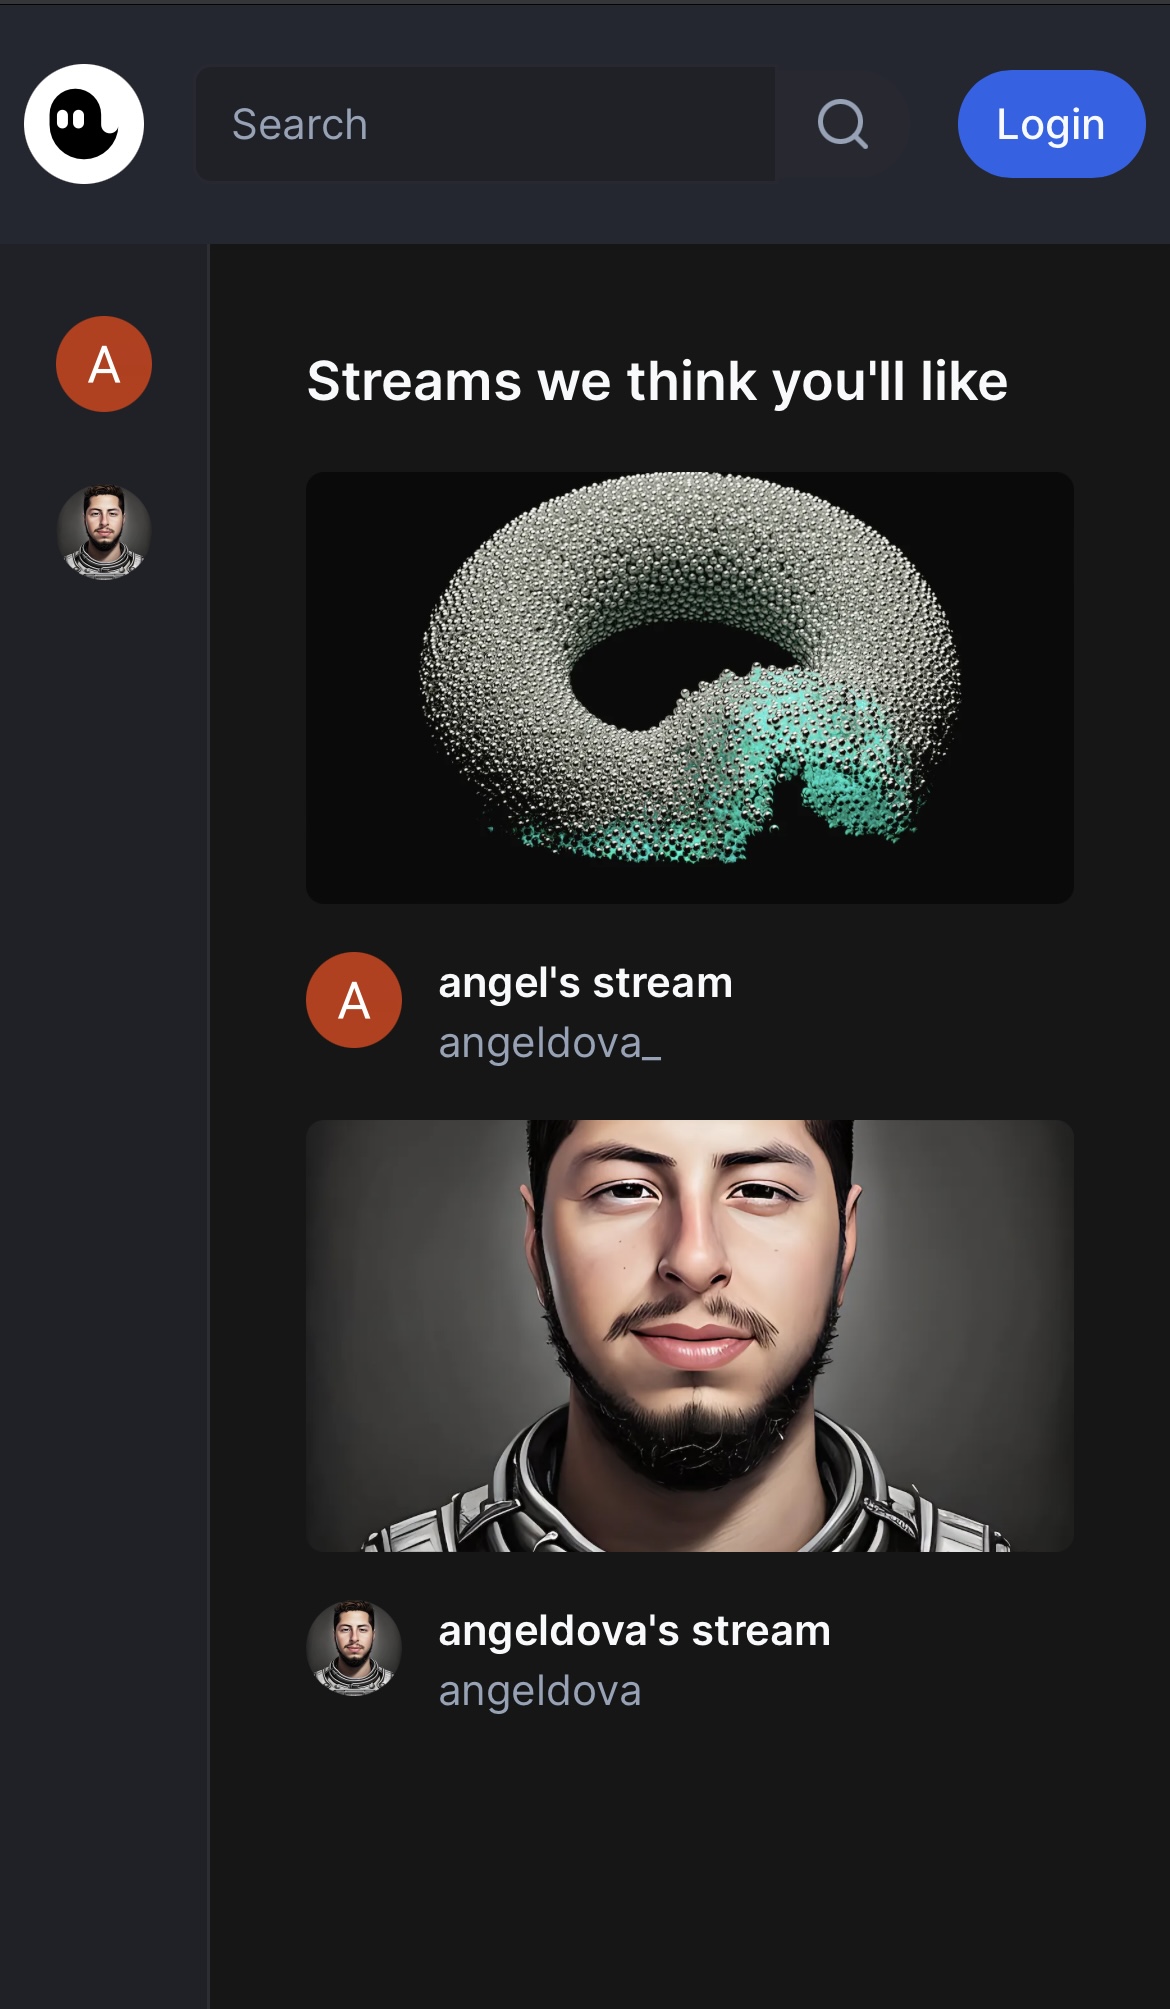 Search
Login
A
Streams we think you'll like
A
angel's stream
angeldova_
angeldova's stream
angeldova